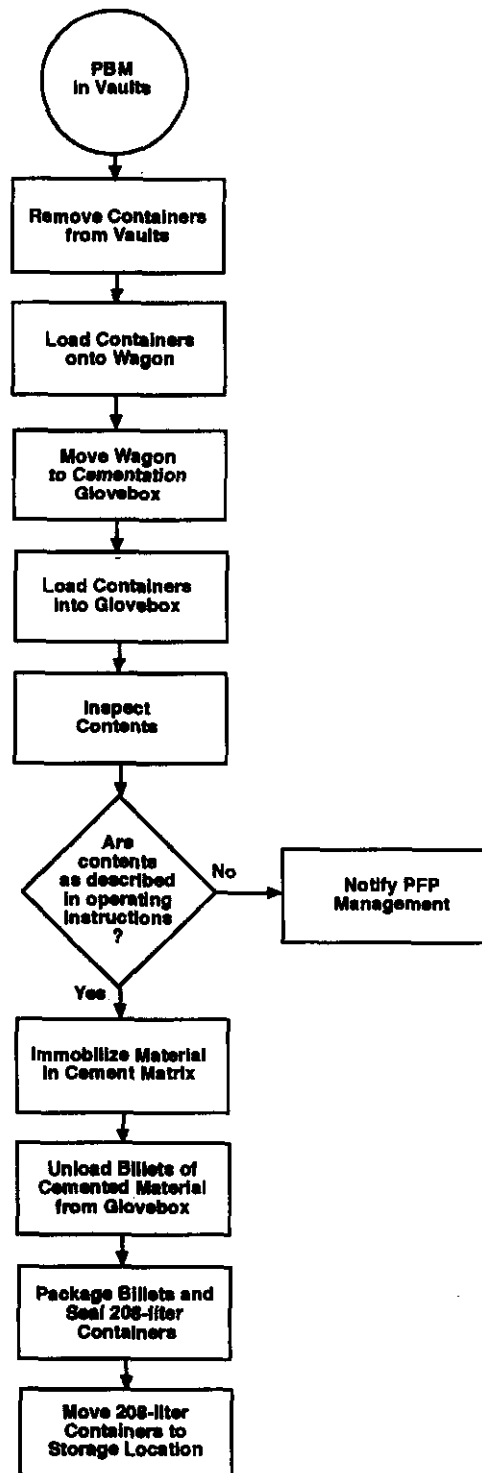 PBM
in Vaults
Remove Containers
from Vaults
Load Containers
onto Wagon
Move Wagon
to Cementation
Glovebox
Load Containers
into Glovebox
Inspect
Contents
Are
contents
as described
in operating
instructions
?
No
Notify PFP
Management
Yes
Immobilize Material
in Cement Matrix
Unload Billets of
Cemented Material
from Glovebox
Package Billets and
Seal 208-liter
Containers
Move 208-liter
Containers to
Storage Location